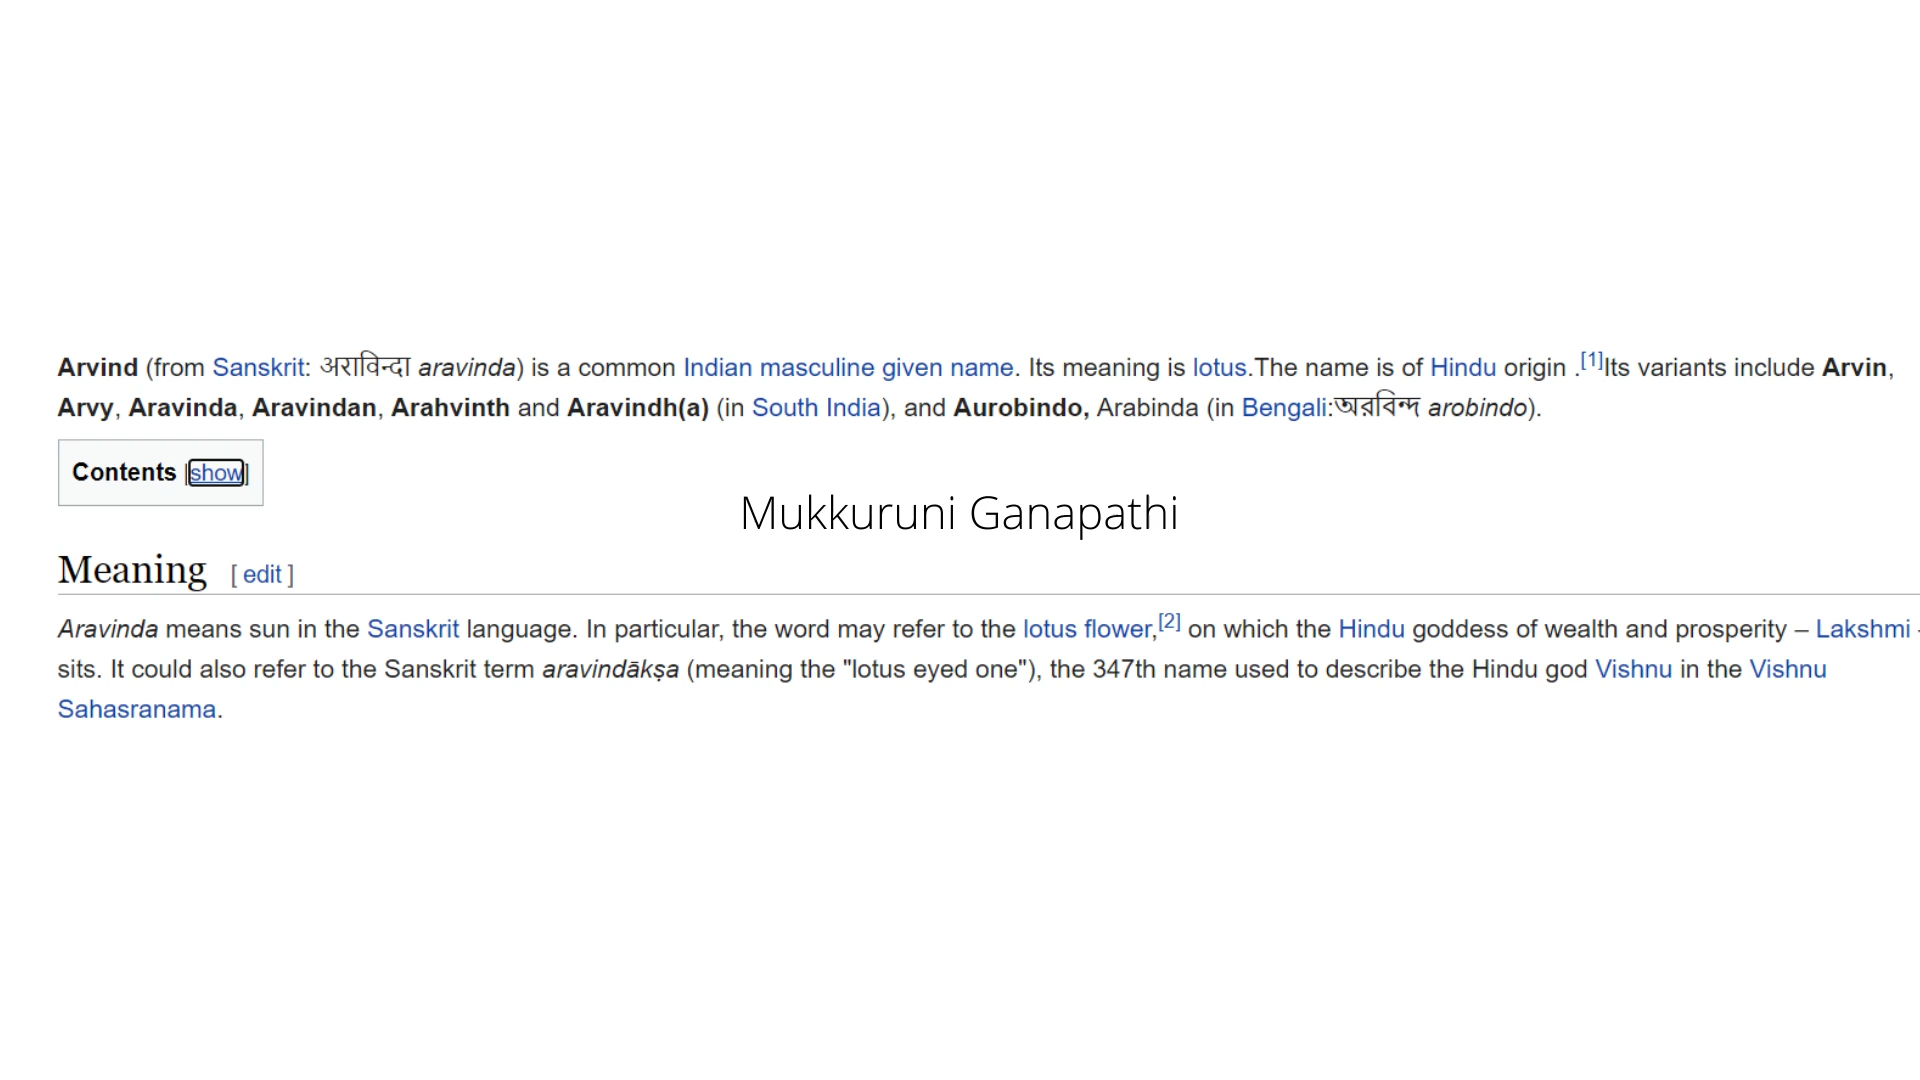 Arvind (from Sanskrit: अराविन्दा aravinda) is a common Indian masculine given name. Its meaning is lotus.The name is of Hindu origin .[1]Its variants include Arvin,
Arvy, Aravinda, Aravindan, Arahvinth and Aravindh(a) (in South India), and Aurobindo, Arabinda (in Bengali:অরবিন্দ arobindo).
Contents [show]
Mukkuruni Ganapathi
Meaning [ edit ]
Aravinda means sun in the Sanskrit language. In particular, the word may refer to the lotus flower,[2] on which the Hindu goddess of wealth and prosperity – Lakshmi -
sits. It could also refer to the Sanskrit term aravindākṣa (meaning the "lotus eyed one"), the 347th name used to describe the Hindu god Vishnu in the Vishnu
Sahasranama.